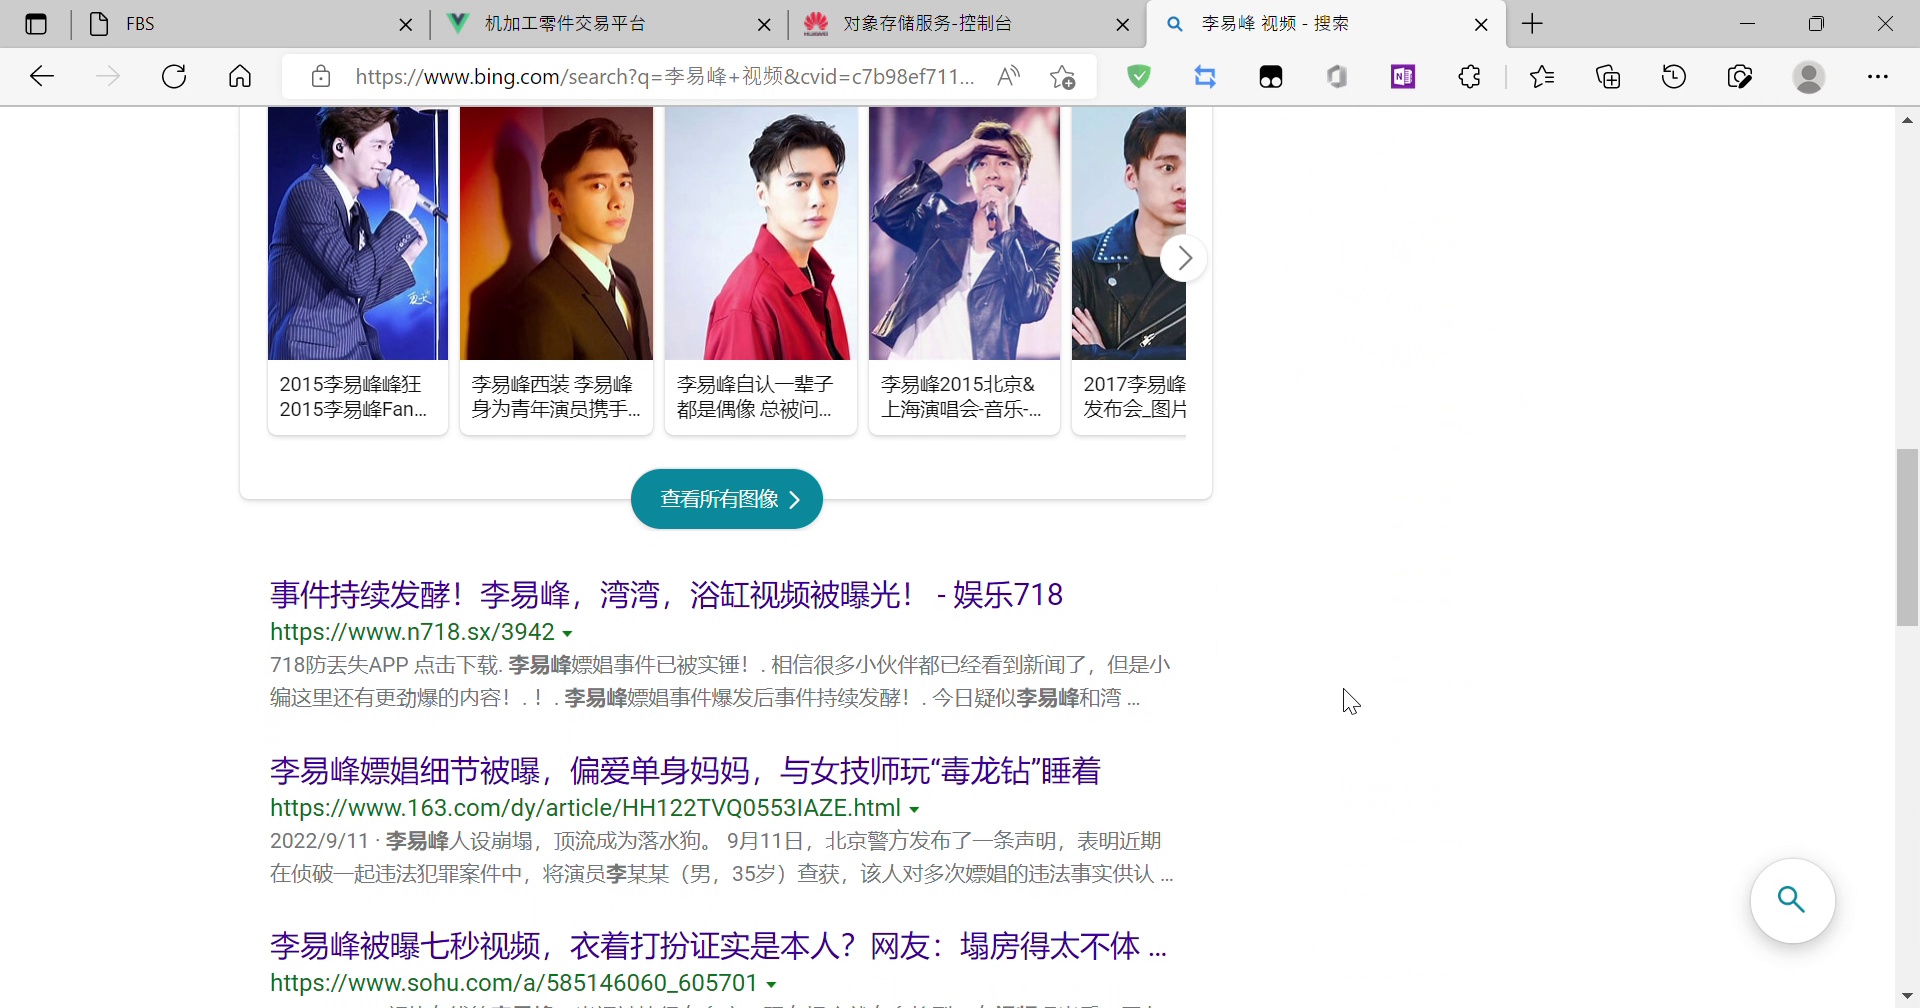 FBS
机加工零件交易平台
对象存储服务-控制台
李易峰 视频 - 搜索
https://www.bing.com/search?q=李易峰+视频&cvid=c7b98ef711...
2015李易峰峰狂
2015李易峰Fan...
李易峰西装 李易峰
身为青年演员携手...
李易峰自认一辈子
都是偶像 总被问...
李易峰2015北京&
上海演唱会-音乐-...
2017李易峰
发布会_图片
查看所有图像
事件持续发酵！李易峰，湾湾，浴缸视频被曝光！ - 娱乐718
https://www.n718.sx/3942
718防丢失APP 点击下载. 李易峰嫖娼事件已被实锤！. 相信很多小伙伴都已经看到新闻了，但是小
编这里还有更劲爆的内容！. ！. 李易峰嫖娼事件爆发后事件持续发酵！. 今日疑似李易峰和湾 ...
李易峰嫖娼细节被曝，偏爱单身妈妈，与女技师玩“毒龙钻”睡着
https://www.163.com/dy/article/HH122TVQ0553IAZE.html
2022/9/11 · 李易峰人设崩塌，顶流成为落水狗。 9月11日，北京警方发布了一条声明，表明近期
在侦破一起违法犯罪案件中，将演员李某某（男，35岁）查获，该人对多次嫖娼的违法事实供认 ...
李易峰被曝七秒视频，衣着打扮证实是本人？网友：塌房得太不体 ...
https://www.sohu.com/a/585146060_605701